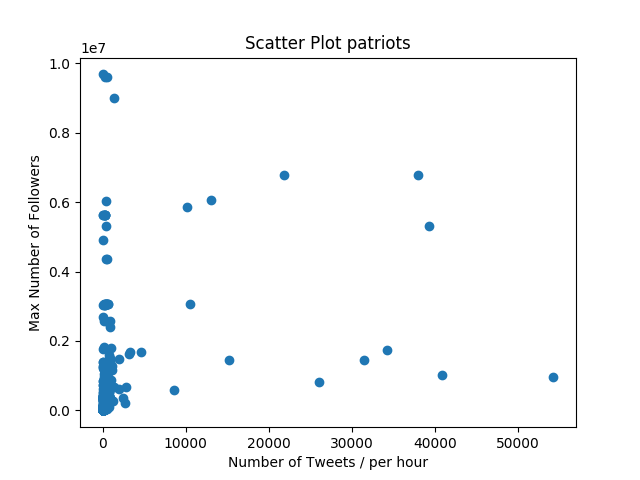 Scatter Plot patriots
1e7
1.0
0.8
0.6
0.4
0.2
0.0
Max Number of Followers
0 10000 20000 30000 40000 50000
Number of Tweets / per hour